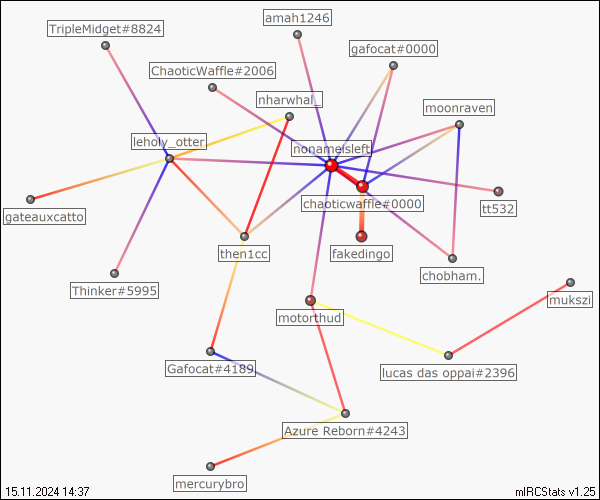 amah1246
TripleMidget#8824
gafocat#0000
ChaoticWaffle#2006
nharwhal_
moonraven
leholy_otter
nonameisleft
chaoticwaffle#0000
tt532
gateauxcatto
then1cc
fakedingo
chobham.
Thinker#5995
mukszi
motorthud
Gafocat#4189
lucas das oppai#2396
Azure Reborn#4243
mercurybro
15.11.2024 14:37
mIRCStats v1.25